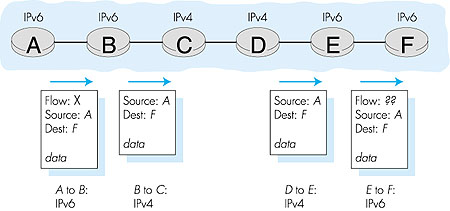 IPv6 IPv6 IPv4 IPv4 IPv6 IPv6
A B C D E F
Flow: X
Source: A
Dest: F
data
Source: A
Dest: F
data
Source: A
Dest: F
data
Flow: ??
Source: A
Dest: F
data
A to B:
IPv6
B to C:
IPv4
D to E:
IPv4
E to F:
IPv6